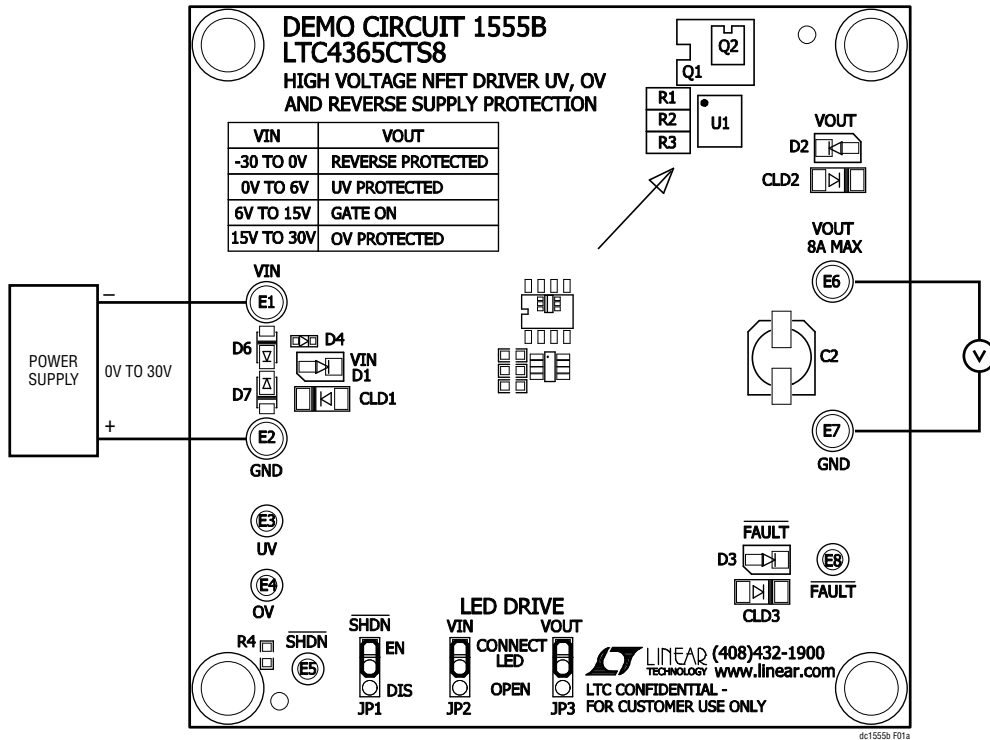 DEMO CIRCUIT 1555B
LTC4365CTS8
HIGH VOLTAGE NFET DRIVER UV, OV
AND REVERSE SUPPLY PROTECTION
VIN VOUT
-30 TO 0V REVERSE PROTECTED
0V TO 6V UV PROTECTED
6V TO 15V GATE ON
15V TO 30V OV PROTECTED
Q2
Q1
R1
R2
R3
U1
VOUT
D2
CLD2
VOUT
8A MAX
E6
C2
E7
GND
V
VIN
E1
D6
D4
VIN
D1
D7
CLD1
E2
GND
POWER
SUPPLY
–
0V TO 30V
+
E3
UV
E4
OV
R4
SHDN
E5
SHDN
EN
DIS
JP1
LED DRIVE
VIN VOUT
CONNECT
LED
OPEN
JP2 JP3
FAULT
D3
E8
FAULT
CLD3
LINEAR
TECHNOLOGY
(408)432-1900
www.linear.com
LTC CONFIDENTIAL -
FOR CUSTOMER USE ONLY
dc1555b F01a